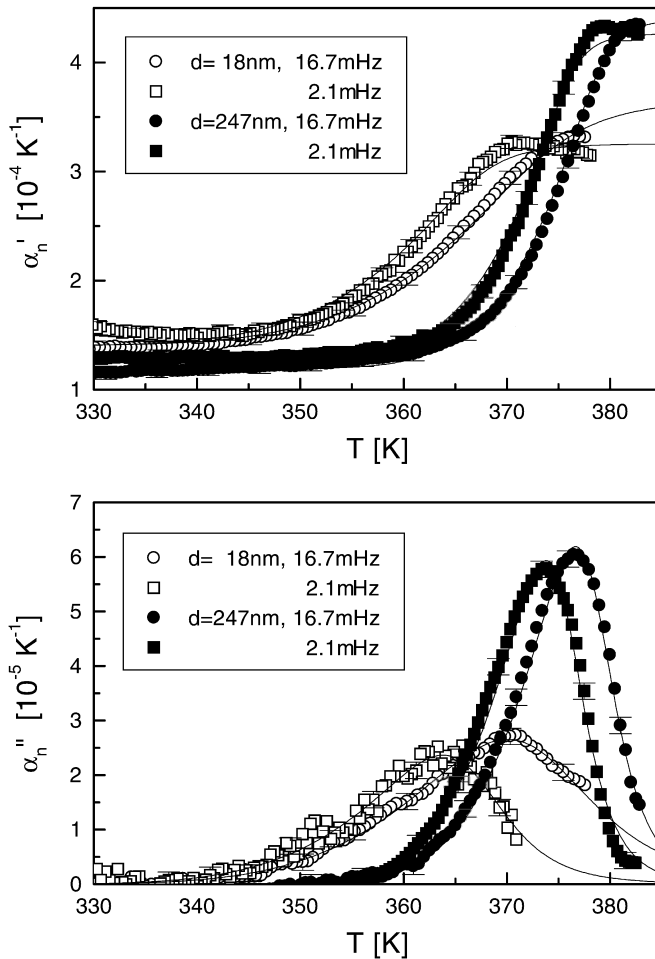 4
3
2
1
αn' [10-4 K-1]
d= 18nm, 16.7mHz
2.1mHz
d=247nm, 16.7mHz
2.1mHz
330 340 350 360 370 380
T [K]
7
6
5
4
3
2
1
0
αn" [10-5 K-1]
d= 18nm, 16.7mHz
2.1mHz
d=247nm, 16.7mHz
2.1mHz
330 340 350 360 370 380
T [K]